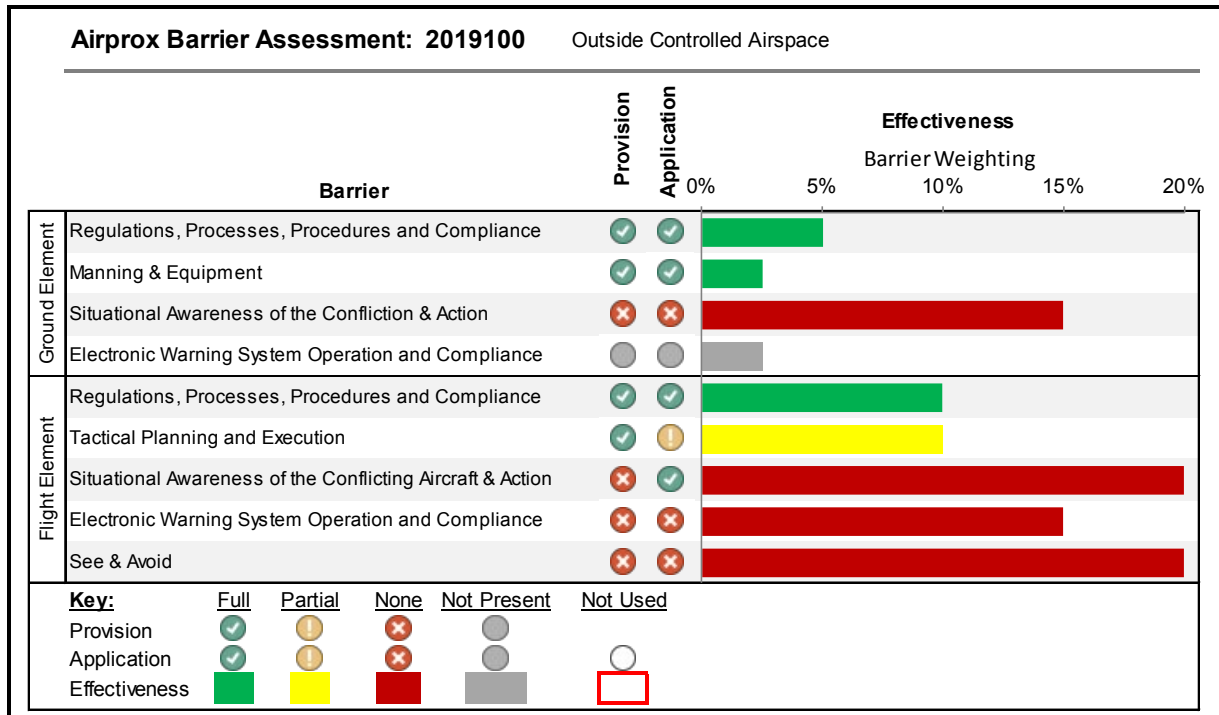 Airprox Barrier Assessment: 2019100 Outside Controlled Airspace
Provision
Application
Effectiveness
Barrier Weighting
Barrier
0% 5% 10% 15% 20%
Ground Element
Regulations, Processes, Procedures and Compliance
Manning & Equipment
Situational Awareness of the Confliction & Action
Electronic Warning System Operation and Compliance
Flight Element
Regulations, Processes, Procedures and Compliance
Tactical Planning and Execution
Situational Awareness of the Conflicting Aircraft & Action
Electronic Warning System Operation and Compliance
See & Avoid
Key: Full Partial None Not Present Not Used
Provision
Application
Effectiveness